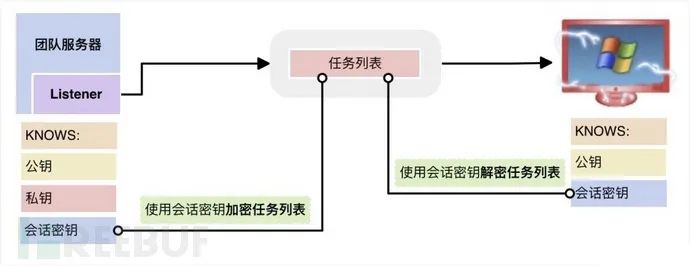 团队服务器
Listener
任务列表
KNOWS:
公钥
私钥
会话密钥
使用会话密钥加密任务列表
使用会话密钥解密任务列表
KNOWS:
公钥
会话密钥
REEBUF